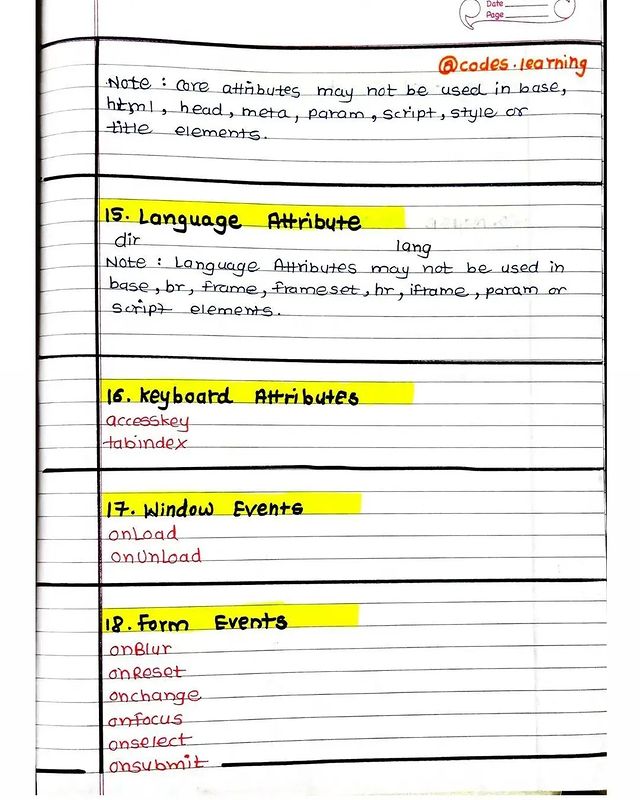 Date
Page
@codes.learning
Note : core attributes may not be used in base,
html, head, meta, param, script, style or
title elements.
15. Language Attribute
dir lang
Note : Language Attributes may not be used in
base, br, frame, frameset, hr, iframe, param or
script elements.
16. keyboard Attributes
accesskey
tabindex
17. Window Events
onLoad
onUnload
18. Form Events
onBlur
onReset
onchange
onfocus
onselect
onsubmit